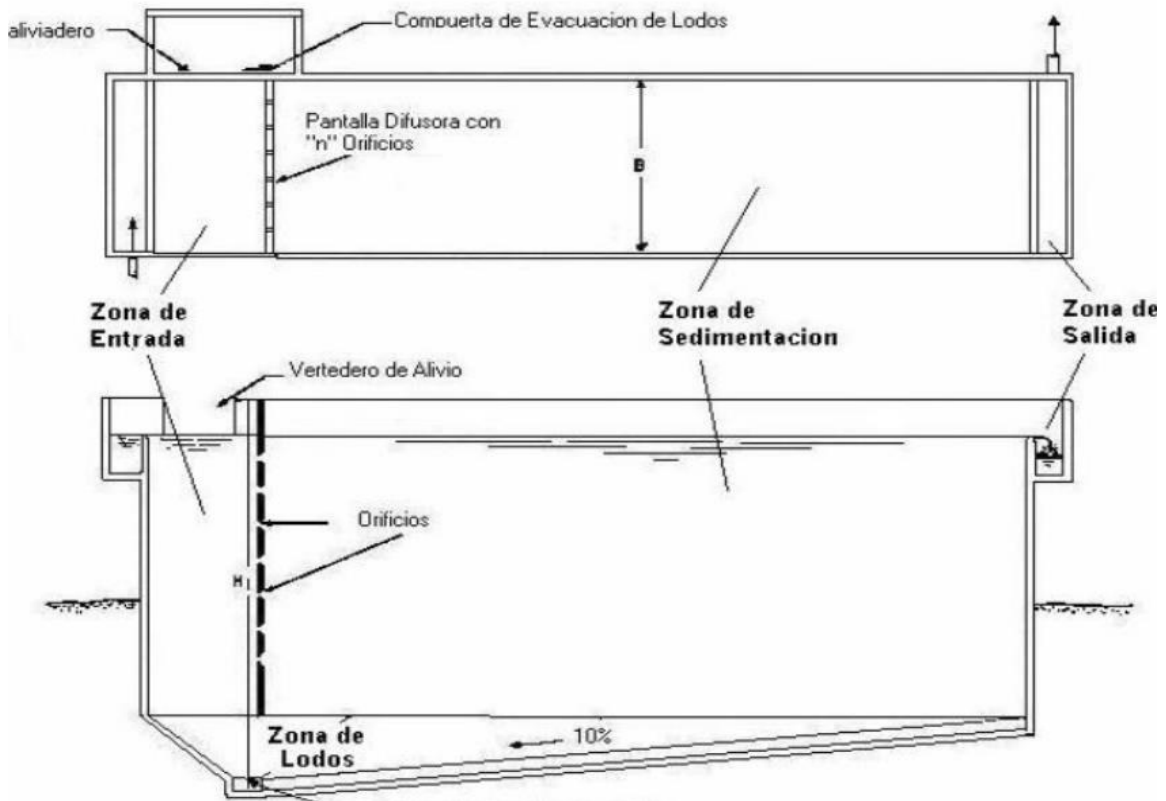 aliviadero
Compuerta de Evacuacion de Lodos
Pantalla Difusora con
"n" Orificios
B
Zona de
Entrada
Zona de
Sedimentacion
Zona de
Salida
Vertedero de Alivio
Orificios
H
Zona de
Lodos
10%